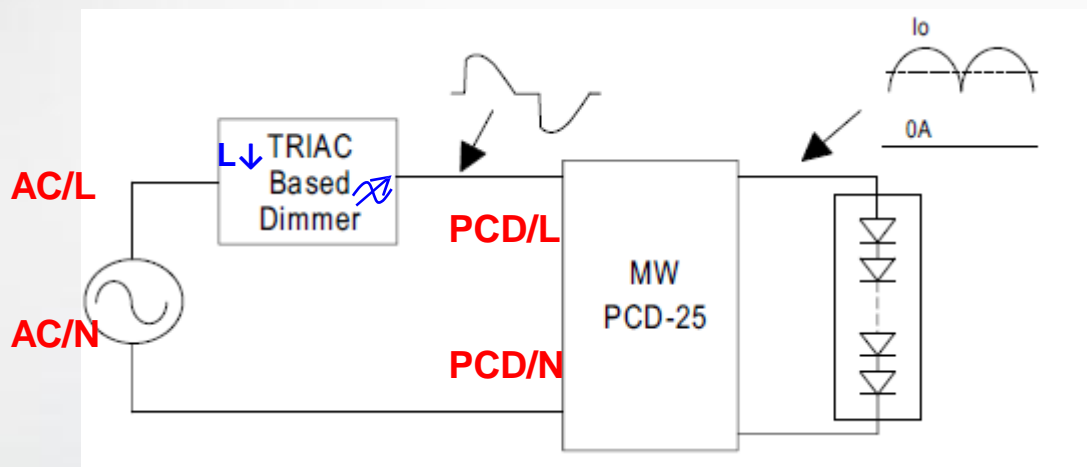 Io
0A
L↓ TRIAC
Based
Dimmer
AC/L
PCD/L
MW
PCD-25
AC/N
PCD/N